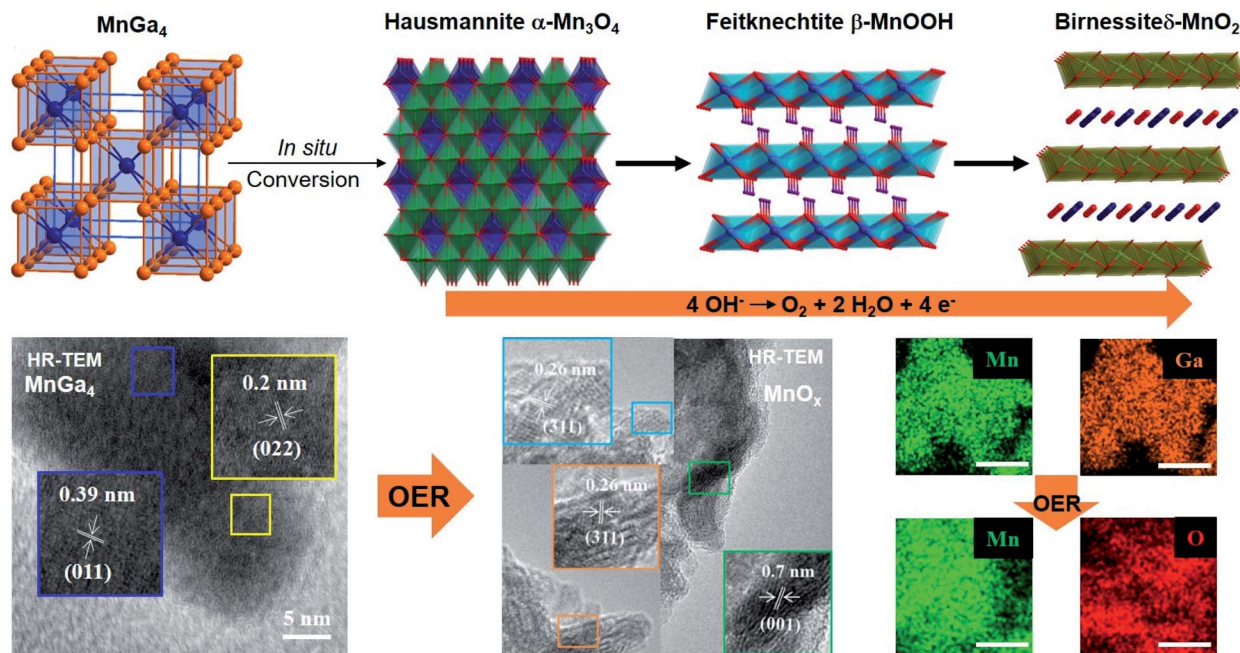 MnGa₄
Hausmannite α-Mn₃O₄
Feitknechtite β-MnOOH
Birnessiteδ-MnO₂
In situ
Conversion
4 OH⁻ → O₂ + 2 H₂O + 4 e⁻
HR-TEM
MnGa₄
0.2 nm
(022)
0.39 nm
(011)
5 nm
OER
0.26 nm
(311)
HR-TEM
MnOₓ
0.26 nm
(311)
0.7 nm
(001)
Mn
Ga
OER
Mn
O